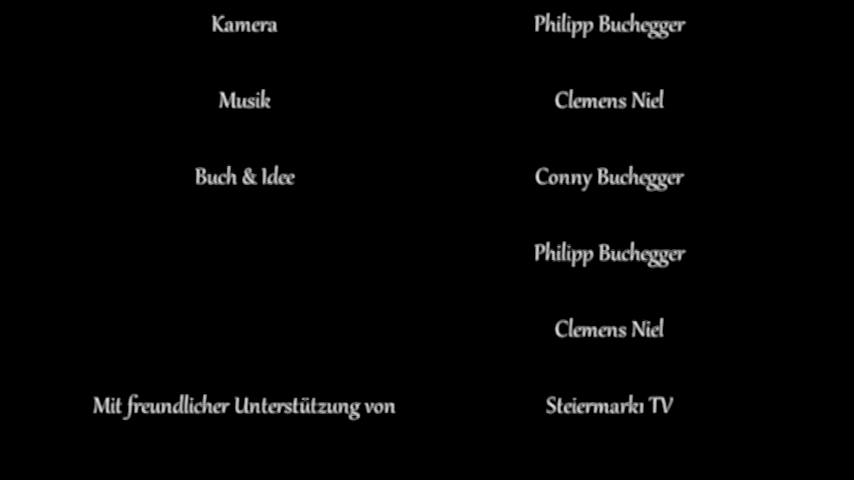 Kamera Philipp Buchegger
Musik Clemens Niel
Buch & Idee Conny Buchegger
Philipp Buchegger
Clemens Niel
Mit freundlicher Unterstützung von Steiermark1 TV